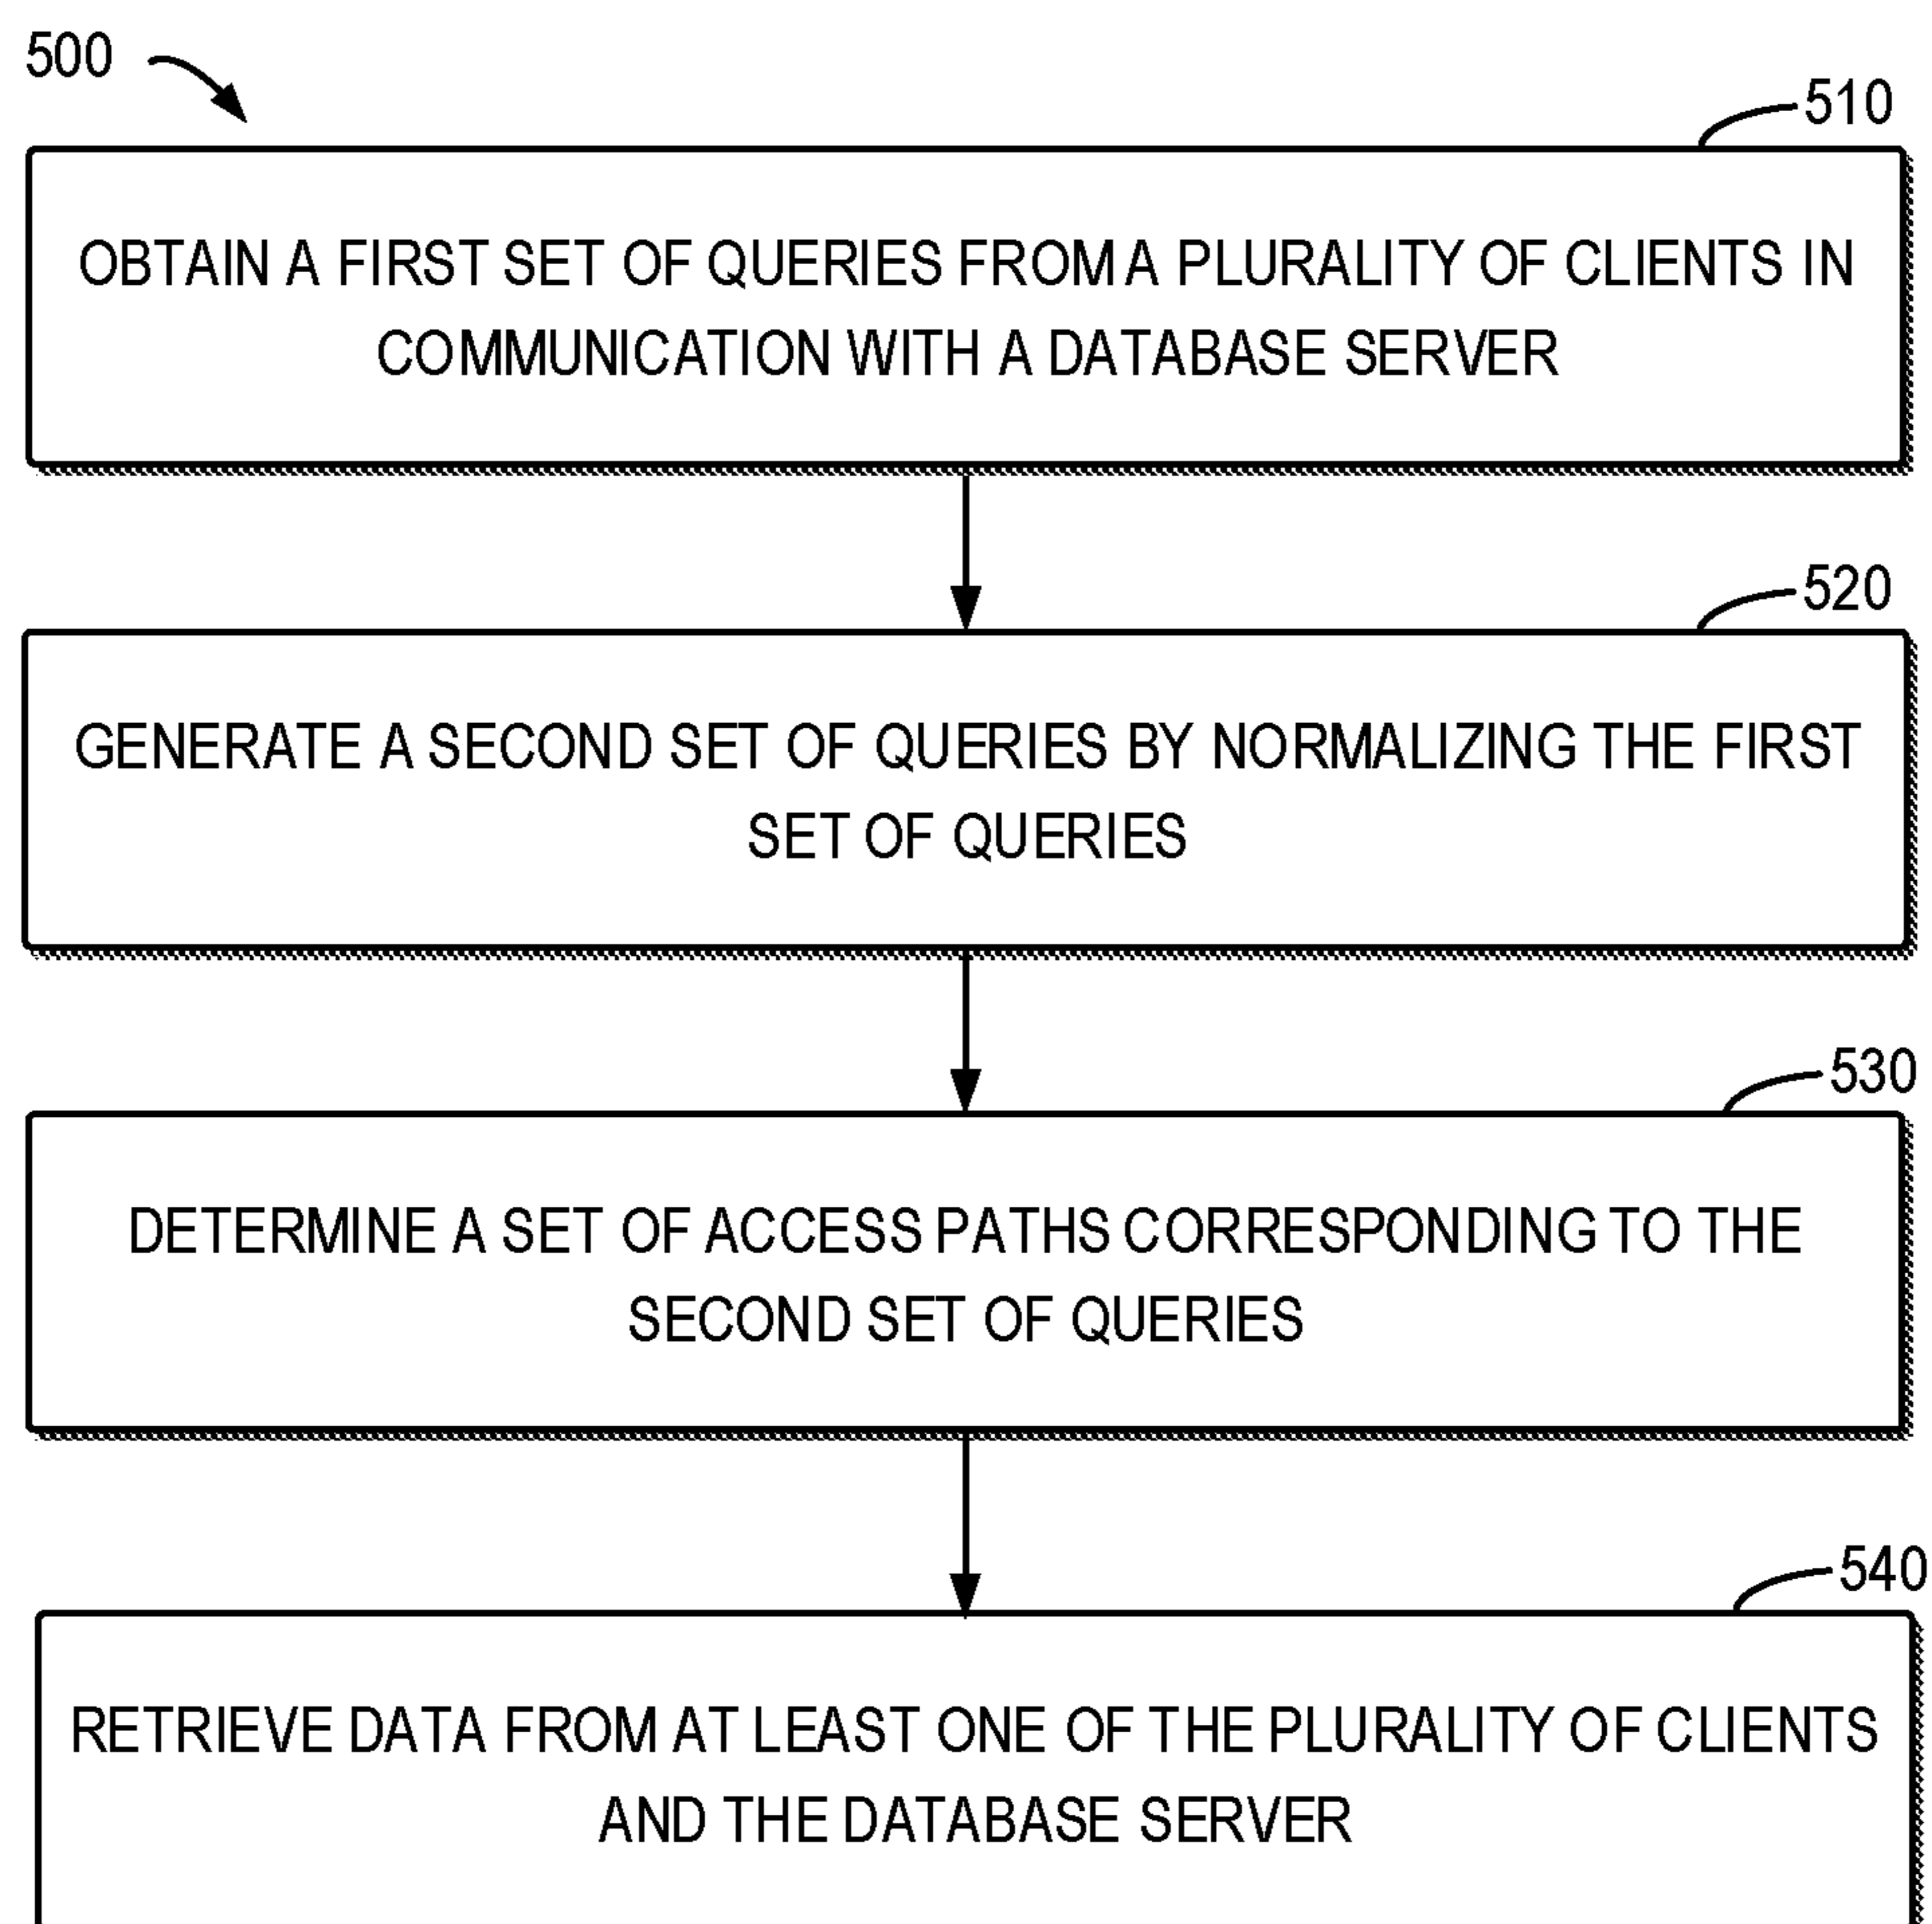 500
510
OBTAIN A FIRST SET OF QUERIES FROM A PLURALITY OF CLIENTS IN
COMMUNICATION WITH A DATABASE SERVER
520
GENERATE A SECOND SET OF QUERIES BY NORMALIZING THE FIRST
SET OF QUERIES
530
DETERMINE A SET OF ACCESS PATHS CORRESPONDING TO THE
SECOND SET OF QUERIES
540
RETRIEVE DATA FROM AT LEAST ONE OF THE PLURALITY OF CLIENTS
AND THE DATABASE SERVER